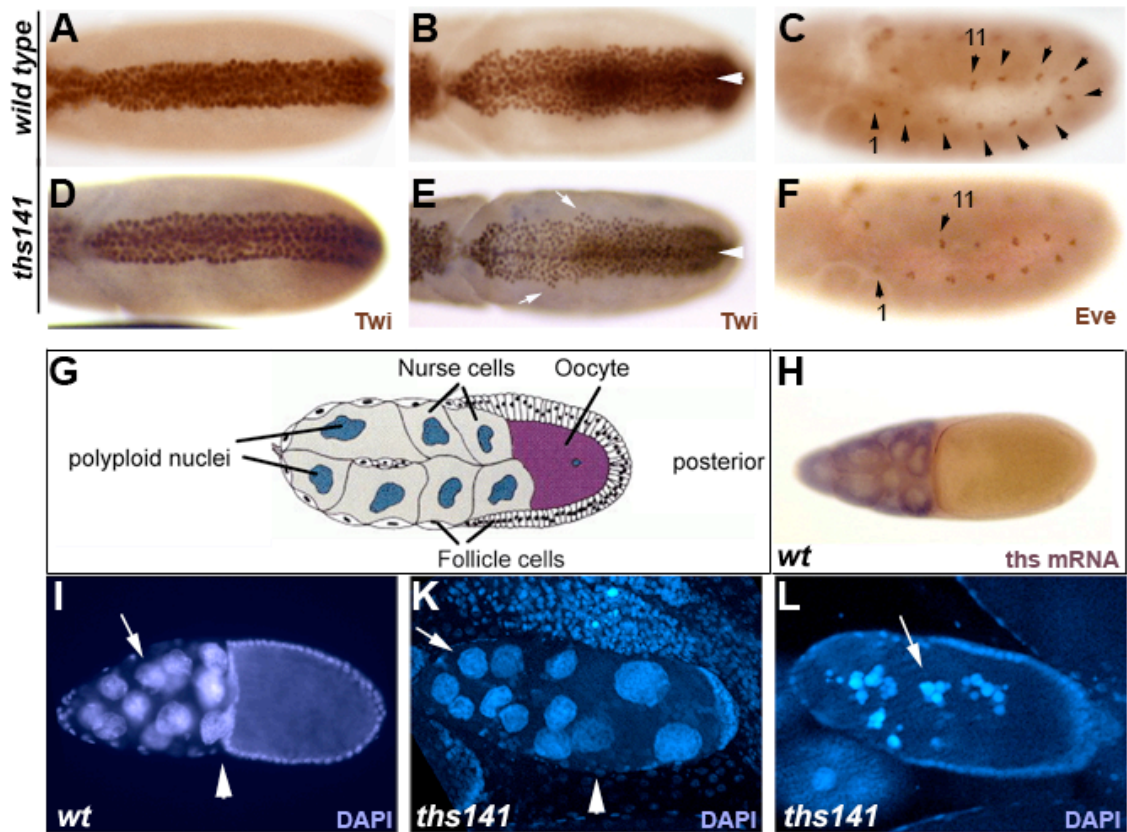 wild type
A
B
C
11
1
ths141
D
Twi
E
Twi
F
11
1
Eve
G
Nurse cells
Oocyte
polyploid nuclei
posterior
Follicle cells
H
wt
ths mRNA
I
wt
DAPI
K
ths141
DAPI
L
ths141
DAPI